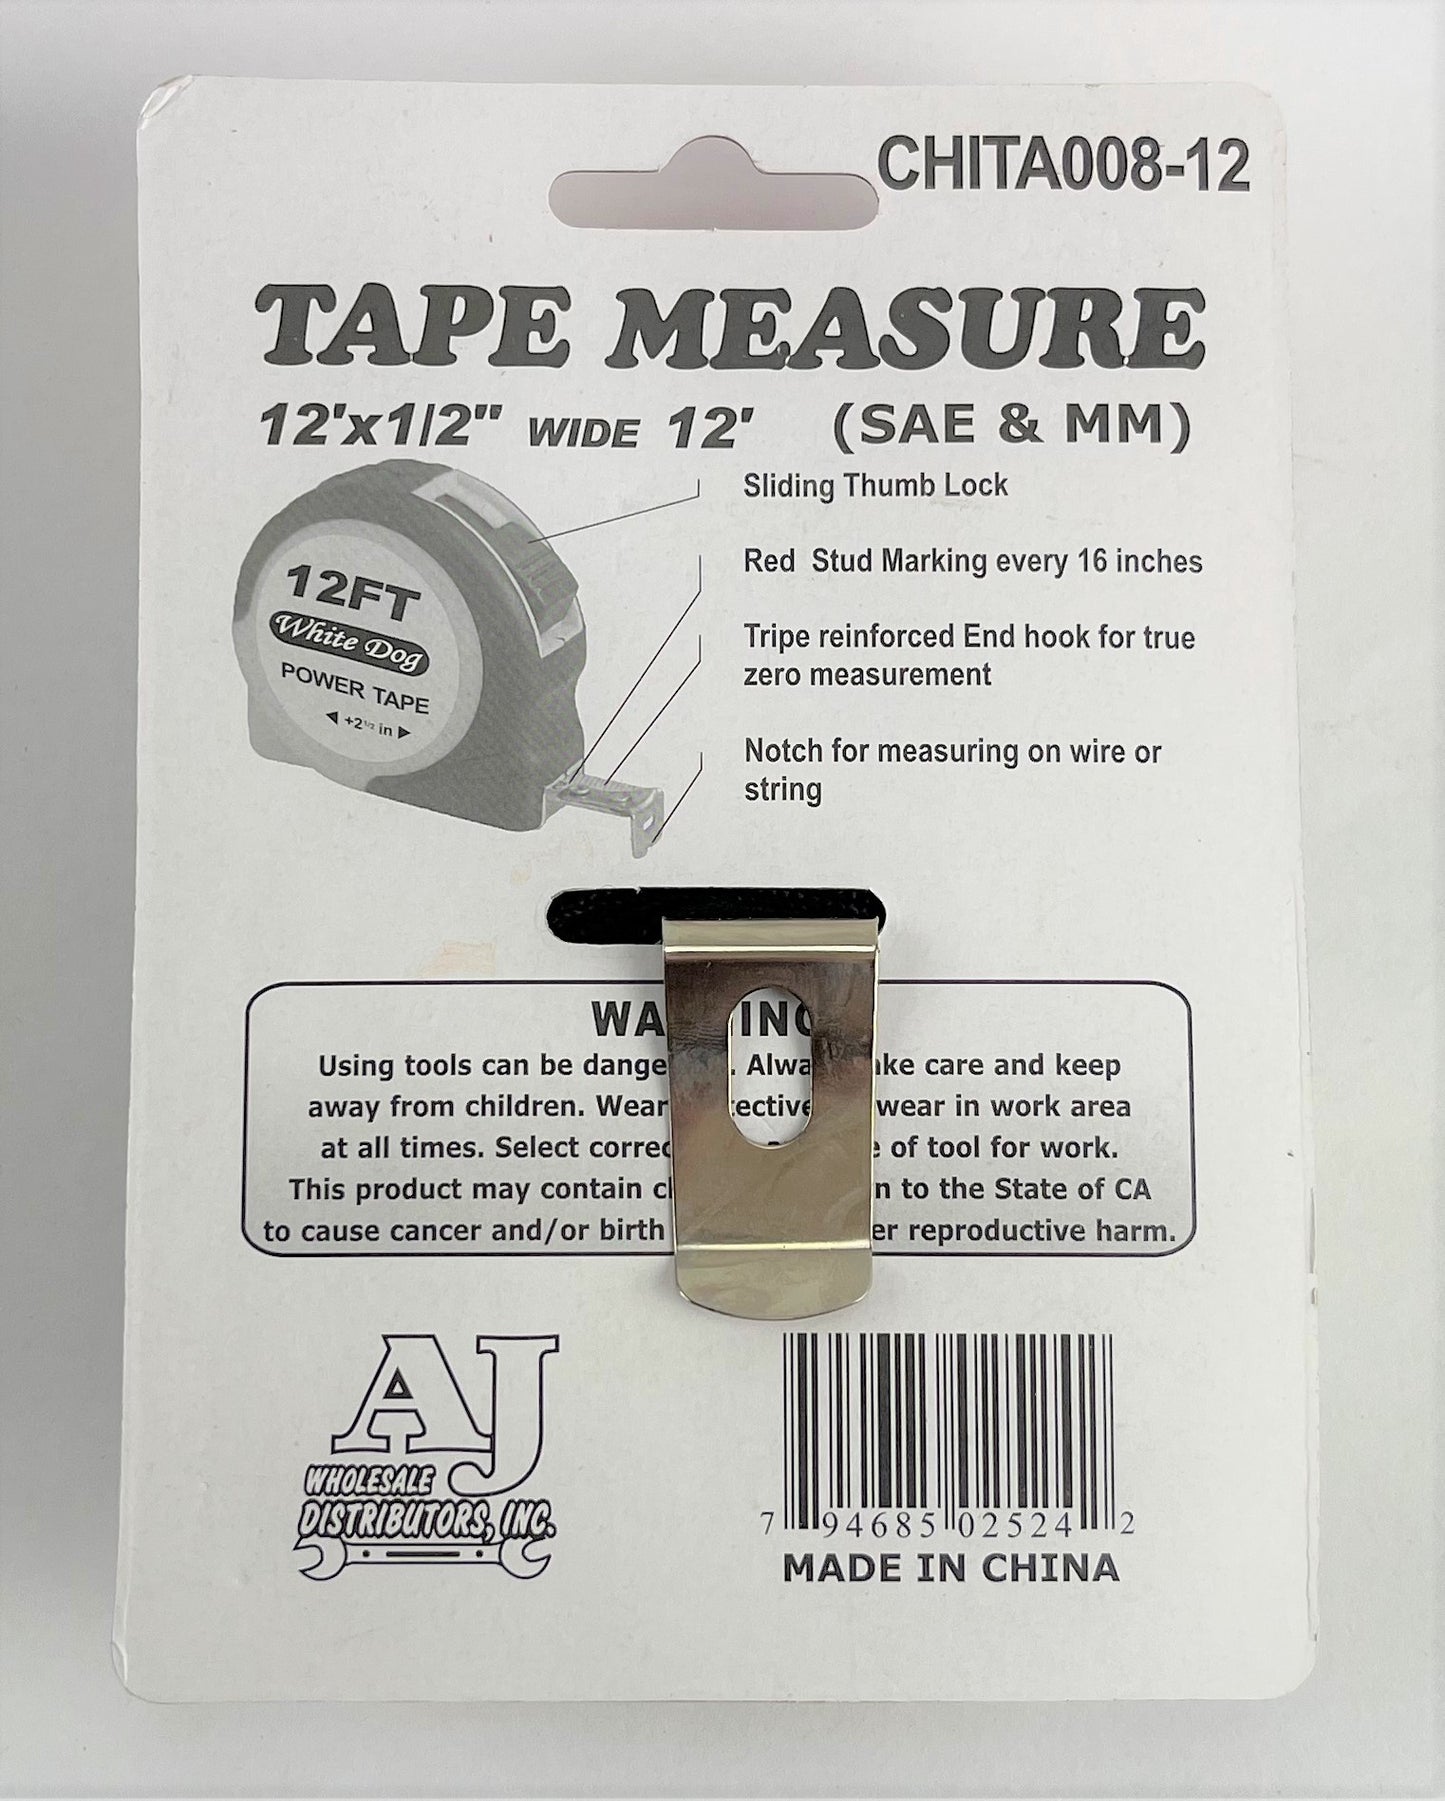 CHITA008-12
TAPE MEASURE
12'x1/2" WIDE 12' (SAE & MM)
Sliding Thumb Lock
Red Stud Marking every 16 inches
Tripe reinforced End hook for true
zero measurement
Notch for measuring on wire or
string
12FT
White Dog
POWER TAPE
◀ +2 1/2 in ▶
WA ING
Using tools can be dange . Alwa ke care and keep
away from children. Wear ective wear in work area
at all times. Select correc e of tool for work.
This product may contain c n to the State of CA
to cause cancer and/or birth er reproductive harm.
AJ
WHOLESALE
DISTRIBUTORS, INC.
7 94685 02524 2
MADE IN CHINA